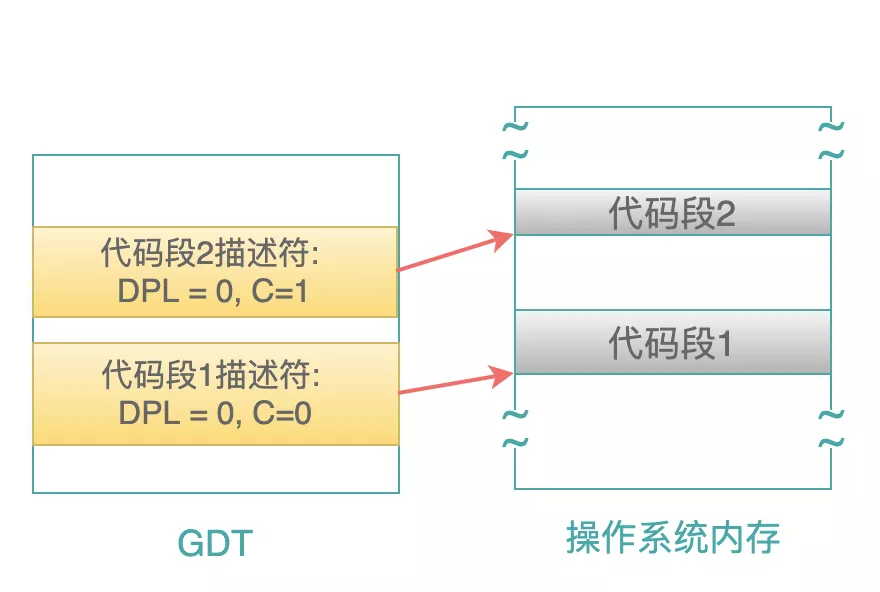 代码段2描述符:
DPL = 0, C=1
代码段1描述符:
DPL = 0, C=0
GDT
代码段2
代码段1
操作系统内存